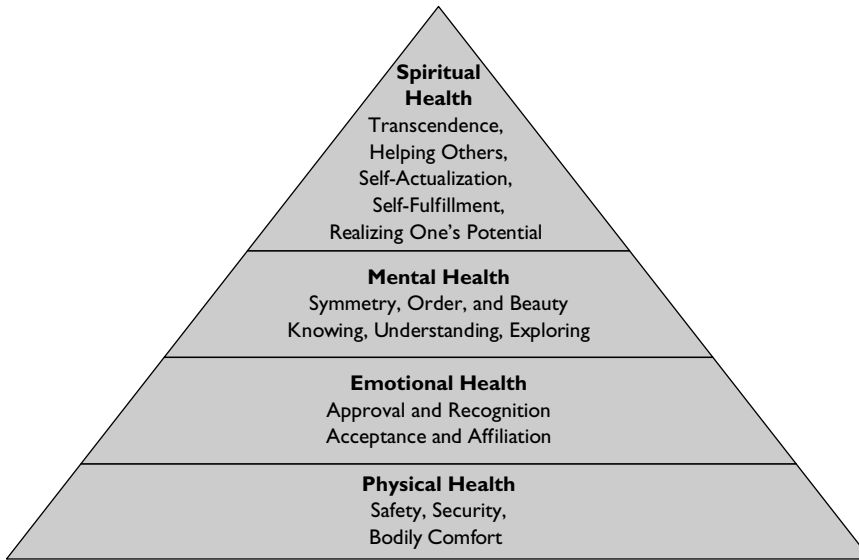 Spiritual
Health
Transcendence,
Helping Others,
Self-Actualization,
Self-Fulfillment,
Realizing One’s Potential
Mental Health
Symmetry, Order, and Beauty
Knowing, Understanding, Exploring
Emotional Health
Approval and Recognition
Acceptance and Affiliation
Physical Health
Safety, Security,
Bodily Comfort